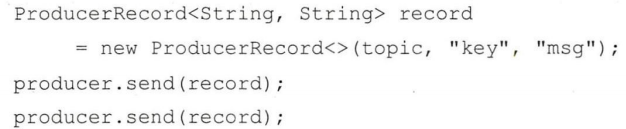 ProducerRecord<String, String> record
= new ProducerRecord<>(topic, "key", "msg");
producer.send(record);
producer.send(record);